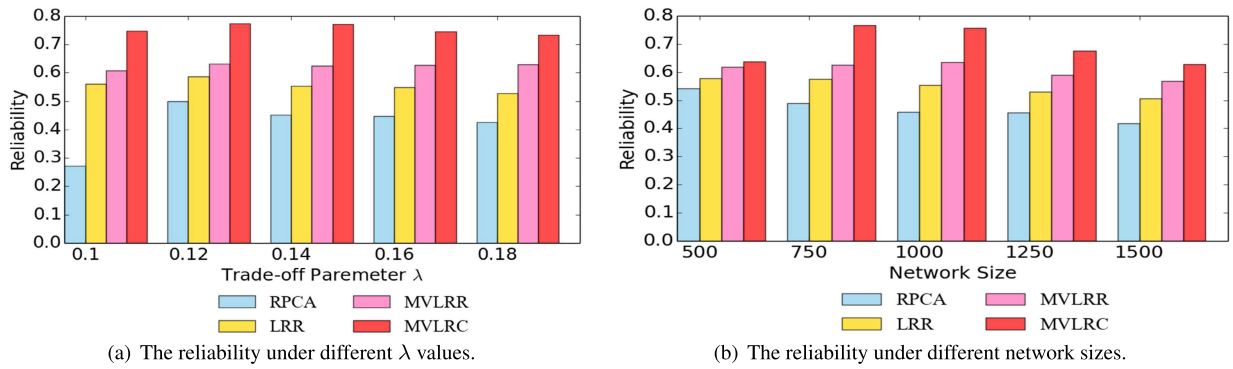 0.8
0.7
0.6
0.5
0.4
0.3
0.2
0.1
0.0
Reliability
0.1 0.12 0.14 0.16 0.18
Trade-off Paremeter λ
RPCA MVLRR
LRR MVLRC
(a) The reliability under different λ values.
0.8
0.7
0.6
0.5
0.4
0.3
0.2
0.1
0.0
Reliability
500 750 1000 1250 1500
Network Size
RPCA MVLRR
LRR MVLRC
(b) The reliability under different network sizes.